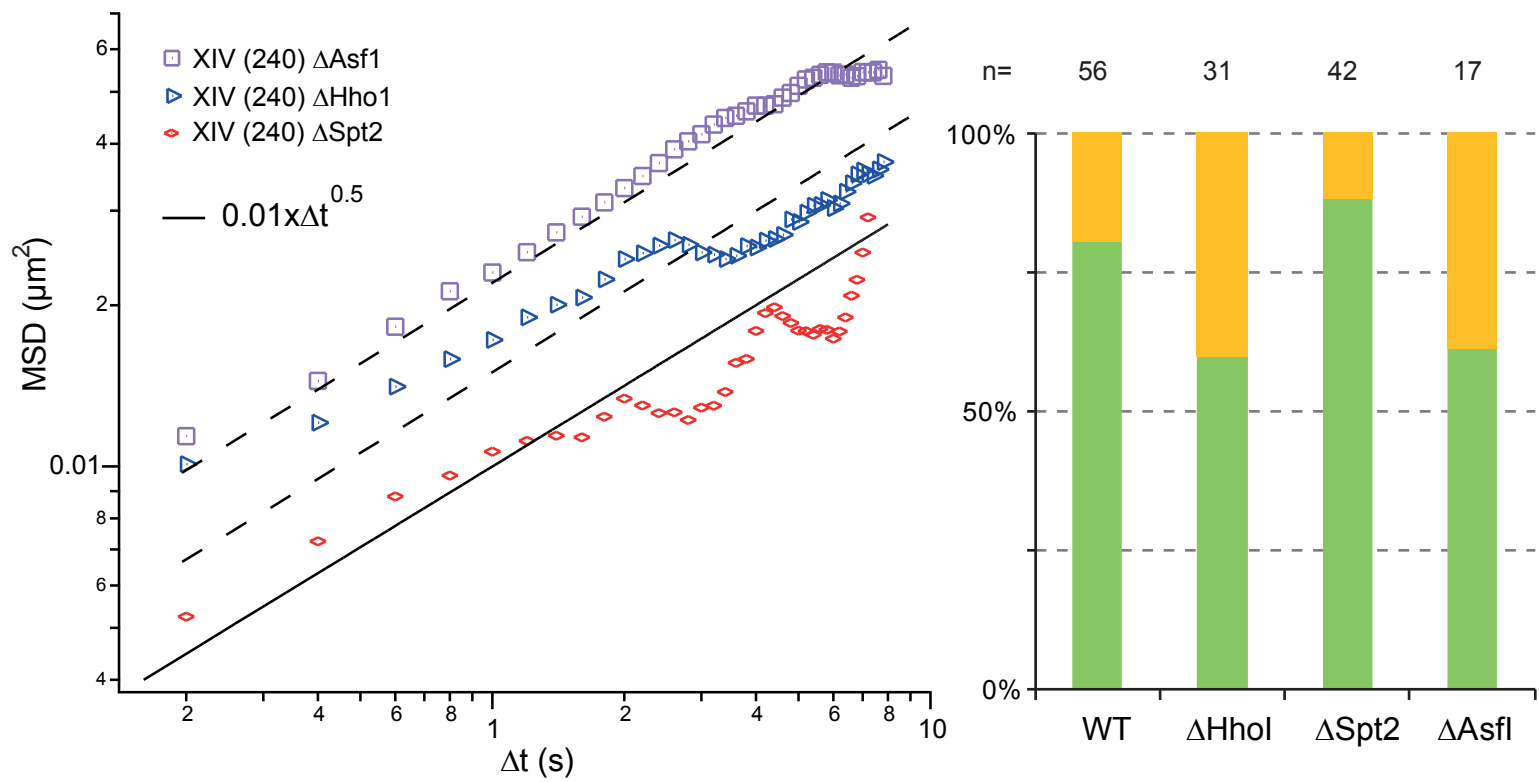 XIV (240) ΔAsf1
XIV (240) ΔHho1
XIV (240) ΔSpt2
0.01xΔt^0.5
MSD (µm²)
6
4
2
0.01
8
6
4
2
4
6
8
1
2
4
6
8
10
Δt (s)
n=
56
31
42
17
100%
50%
0%
WT
ΔHhoI
ΔSpt2
ΔAsfI